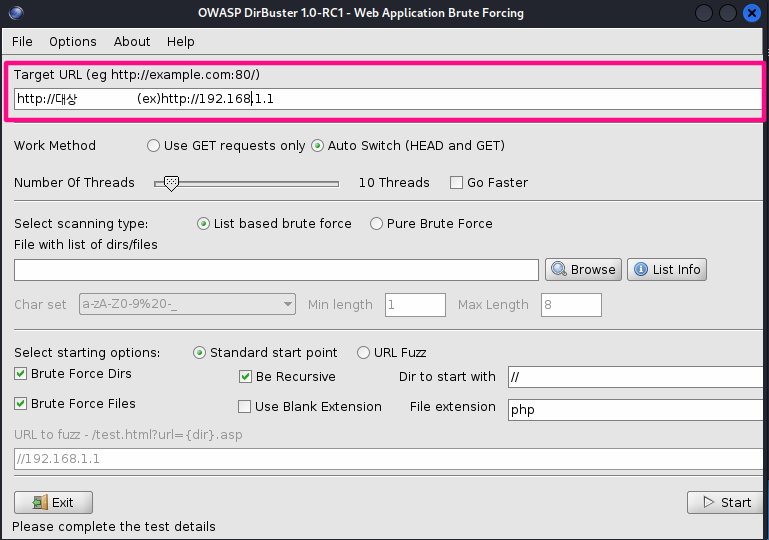 OWASP DirBuster 1.0-RC1 - Web Application Brute Forcing
File Options About Help
Target URL (eg http://example.com:80/)
http://대상 (ex)http://192.168.1.1
Work Method Use GET requests only Auto Switch (HEAD and GET)
Number Of Threads 10 Threads Go Faster
Select scanning type: List based brute force Pure Brute Force
File with list of dirs/files
Browse List Info
Char set a-zA-Z0-9%20-_ Min length 1 Max Length 8
Select starting options: Standard start point URL Fuzz
Brute Force Dirs Be Recursive Dir to start with //
Brute Force Files Use Blank Extension File extension php
URL to fuzz - /test.html?url={dir}.asp
//192.168.1.1
Exit Start
Please complete the test details